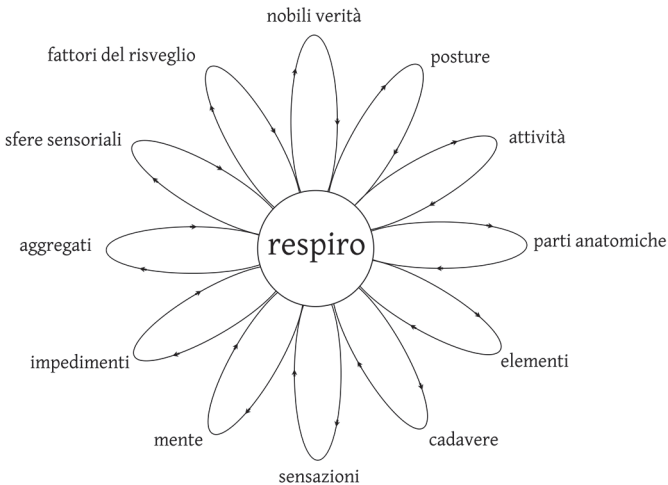 nobili verità
fattori del risveglio
posture
sfere sensoriali
attività
aggregati
respiro
parti anatomiche
impedimenti
elementi
mente
cadavere
sensazioni